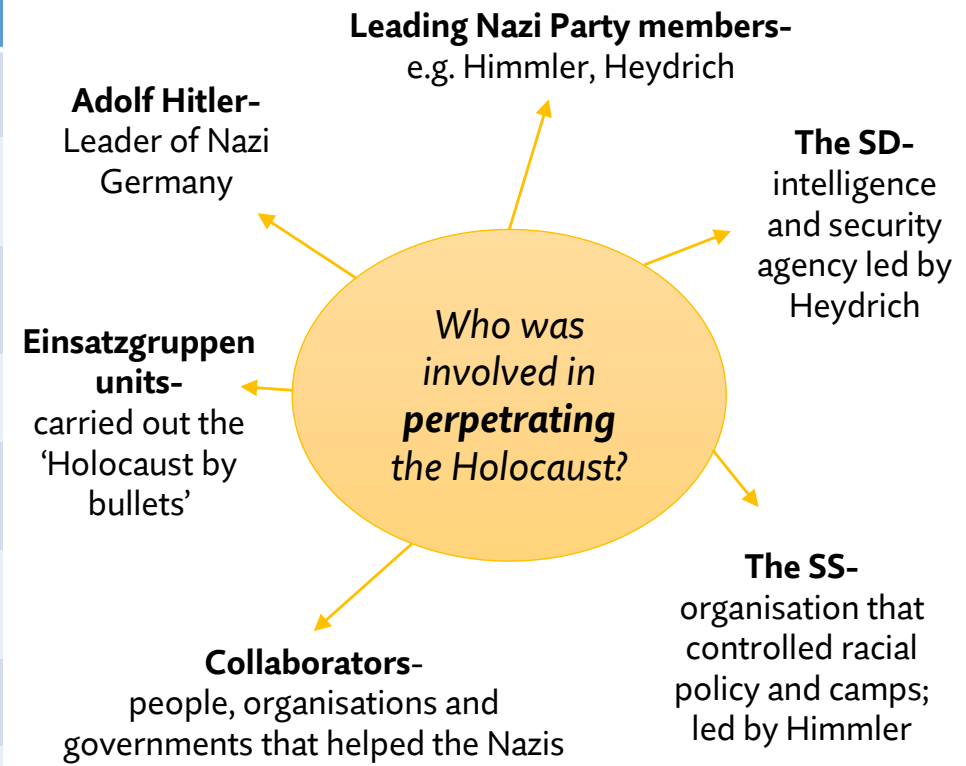 Leading Nazi Party members-
e.g. Himmler, Heydrich
Adolf Hitler-
Leader of Nazi
Germany
The SD-
intelligence
and security
agency led by
Heydrich
Who was
involved in
perpetrating
the Holocaust?
Einsatzgruppen
units-
carried out the
‘Holocaust by
bullets’
The SS-
organisation that
controlled racial
policy and camps;
led by Himmler
Collaborators-
people, organisations and
governments that helped the Nazis